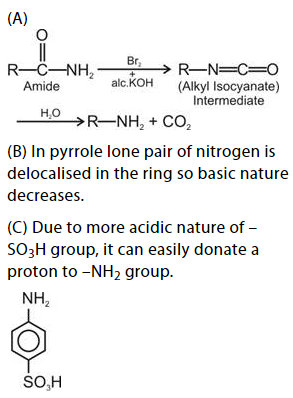 (A)
O
R—C—NH₂ Br₂ + alc.KOH R—N=C=O
Amide (Alkyl Isocyanate)
Intermediate
H₂O R—NH₂ + CO₂
(B) In pyrrole lone pair of nitrogen is
delocalised in the ring so basic nature
decreases.
(C) Due to more acidic nature of –
SO₃H group, it can easily donate a
proton to –NH₂ group.
NH₂
SO₃H